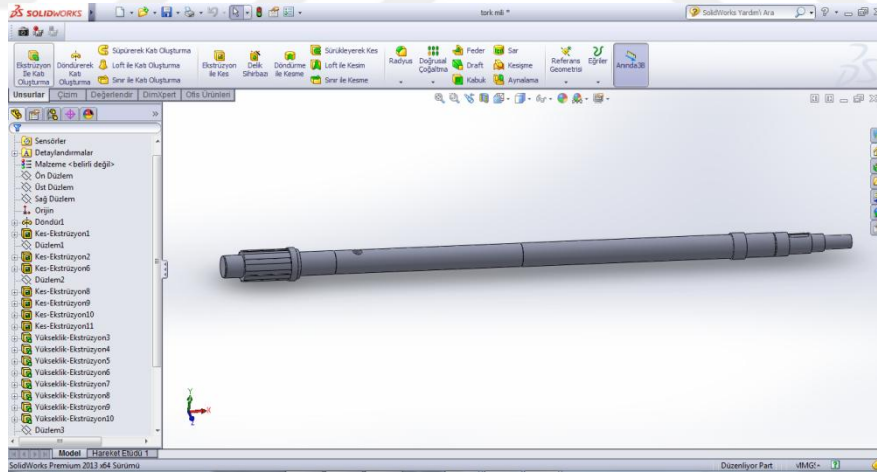 SOLIDWORKS
tork mili *
SolidWorks Yardım'ı Ara
Ekstrüzyon İle Katı Oluşturma
Döndürerek Katı Oluşturma
Süpürerek Katı Oluşturma
Loft ile Katı Oluşturma
Sınır ile Katı Oluşturma
Ekstrüzyon ile Kes
Delik Sihirbazı
Döndürme ile Kesme
Sürükleyerek Kes
Loft ile Kesim
Sınır ile Kesme
Radyus
Doğrusal Çoğaltma
Feder
Draft
Kabuk
Sar
Kesişme
Aynalama
Referans Geometrisi
Eğriler
Anında3B
Unsurlar
Çizim
Değerlendir
DimXpert
Ofis Ürünleri
Sensörler
Detaylandırmalar
Malzeme <belirli değil>
Ön Düzlem
Üst Düzlem
Sağ Düzlem
Orijin
Döndür1
Kes-Ekstrüzyon1
Düzlem1
Kes-Ekstrüzyon2
Kes-Ekstrüzyon6
Düzlem2
Kes-Ekstrüzyon8
Kes-Ekstrüzyon9
Kes-Ekstrüzyon10
Kes-Ekstrüzyon11
Yükseklik-Ekstrüzyon3
Yükseklik-Ekstrüzyon4
Yükseklik-Ekstrüzyon5
Yükseklik-Ekstrüzyon6
Yükseklik-Ekstrüzyon7
Yükseklik-Ekstrüzyon8
Yükseklik-Ekstrüzyon9
Yükseklik-Ekstrüzyon10
Düzlem3
Y
X
Z
Model
Hareket Etüdü 1
SolidWorks Premium 2013 x64 Sürümü
Düzenliyor Part
MMGS